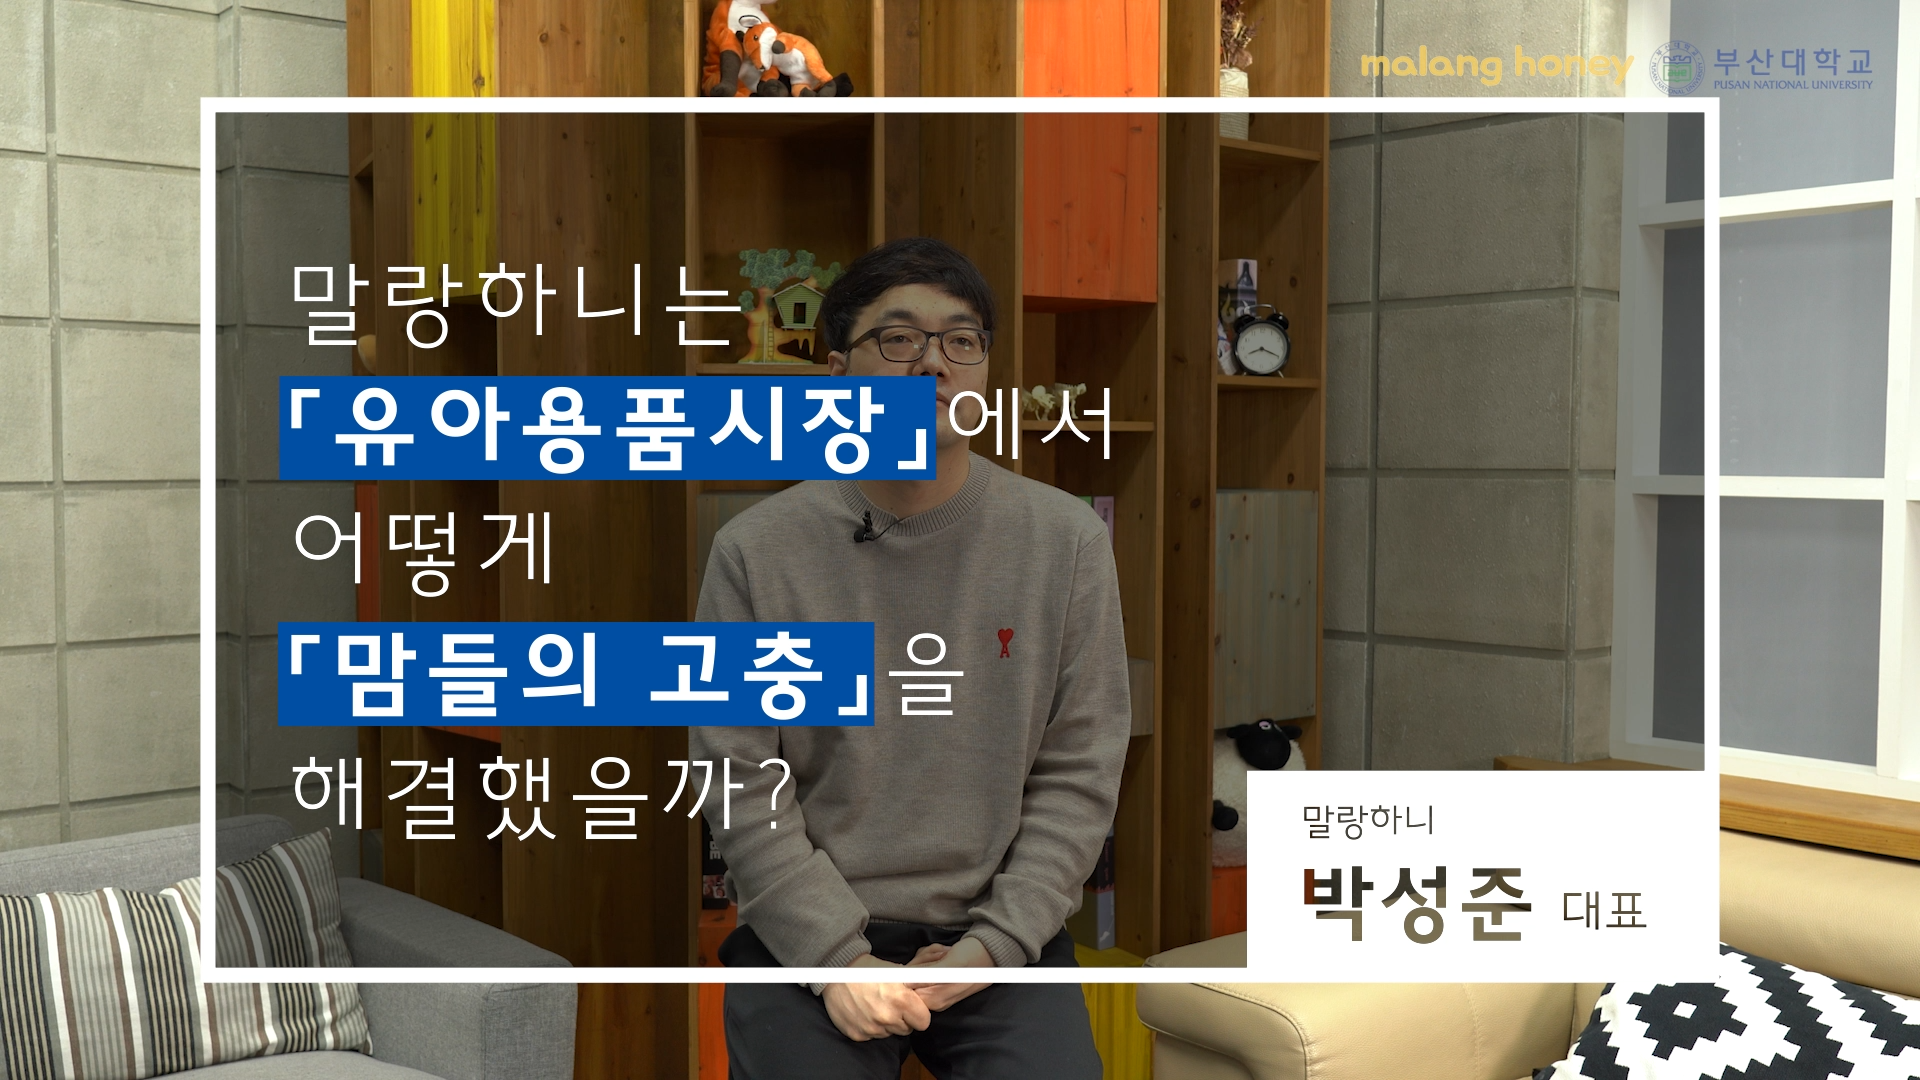 malang honey
부산대학교
PUSAN NATIONAL UNIVERSITY
말랑하니는
「유아용품시장」에서
어떻게
「맘들의 고충」을
해결했을까?
말랑하니
박성준 대표